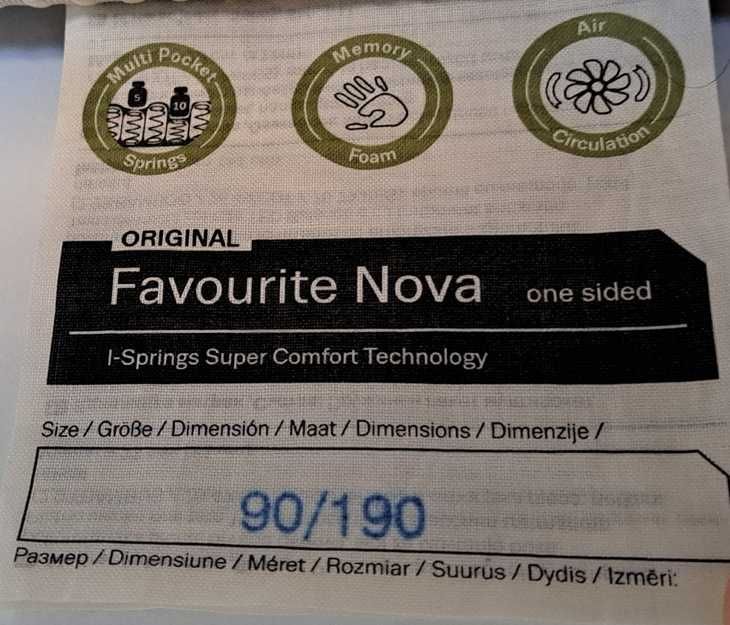 Multi Pocket
5
10
Springs
Memory
Foam
Air
Circulation
ORIGINAL
Favourite Nova one sided
I-Springs Super Comfort Technology
Size / Größe / Dimensión / Maat / Dimensions / Dimenzije /
90/190
Размер / Dimensiune / Méret / Rozmiar / Suurus / Dydis / Izmēri: